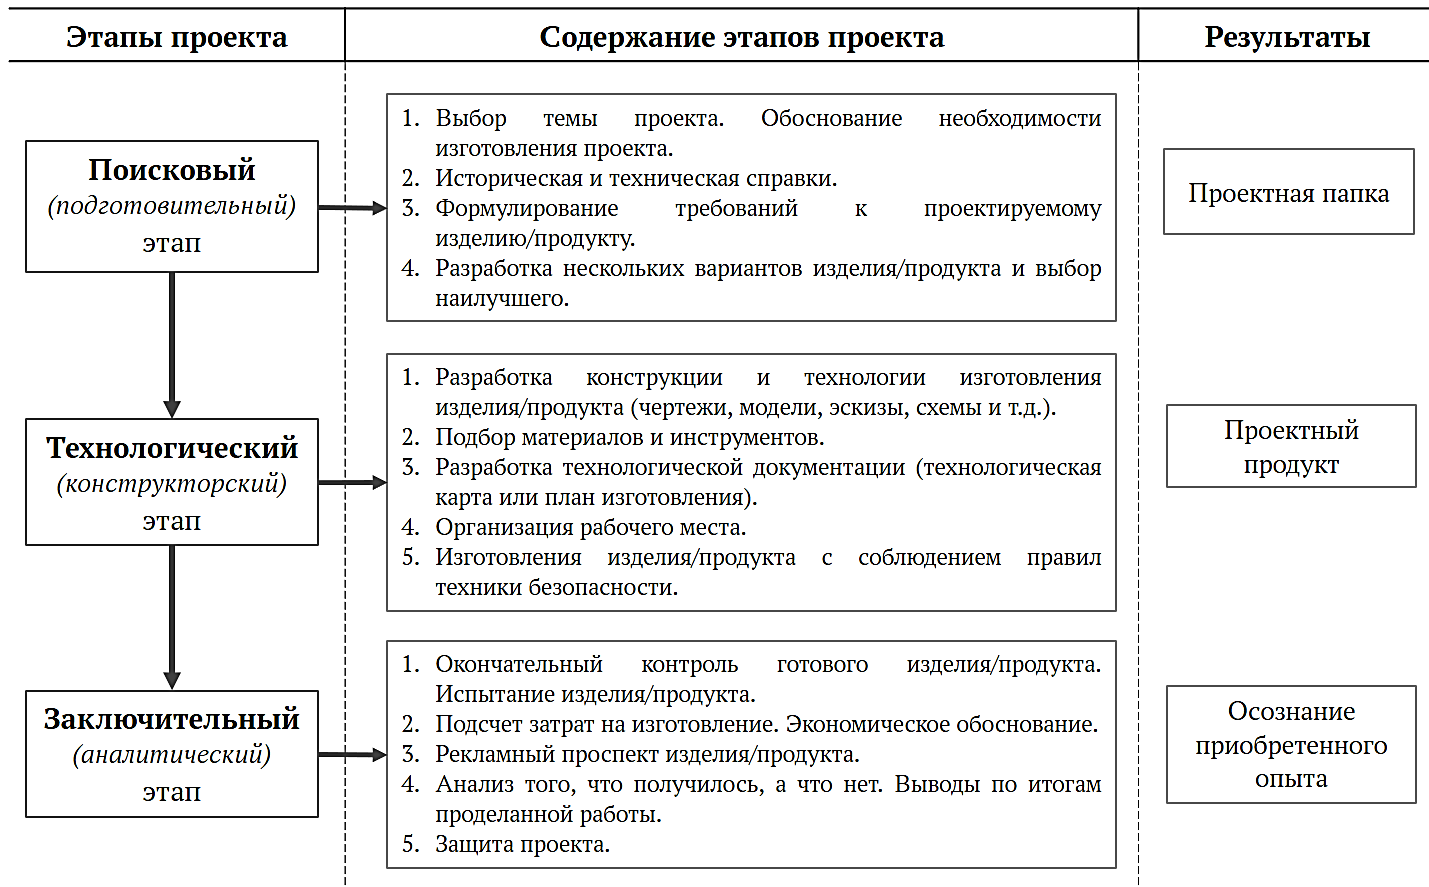 Этапы проекта
Содержание этапов проекта
Результаты
Поисковый
(подготовительный)
этап
1. Выбор темы проекта. Обоснование необходимости
изготовления проекта.
2. Историческая и техническая справки.
3. Формулирование требований к проектируемому
изделию/продукту.
4. Разработка нескольких вариантов изделия/продукта и выбор
наилучшего.
Проектная папка
Технологический
(конструкторский)
этап
1. Разработка конструкции и технологии изготовления
изделия/продукта (чертежи, модели, эскизы, схемы и т.д.).
2. Подбор материалов и инструментов.
3. Разработка технологической документации (технологическая
карта или план изготовления).
4. Организация рабочего места.
5. Изготовления изделия/продукта с соблюдением правил
техники безопасности.
Проектный
продукт
Заключительный
(аналитический)
этап
1. Окончательный контроль готового изделия/продукта.
Испытание изделия/продукта.
2. Подсчет затрат на изготовление. Экономическое обоснование.
3. Рекламный проспект изделия/продукта.
4. Анализ того, что получилось, а что нет. Выводы по итогам
проделанной работы.
5. Защита проекта.
Осознание
приобретенного
опыта